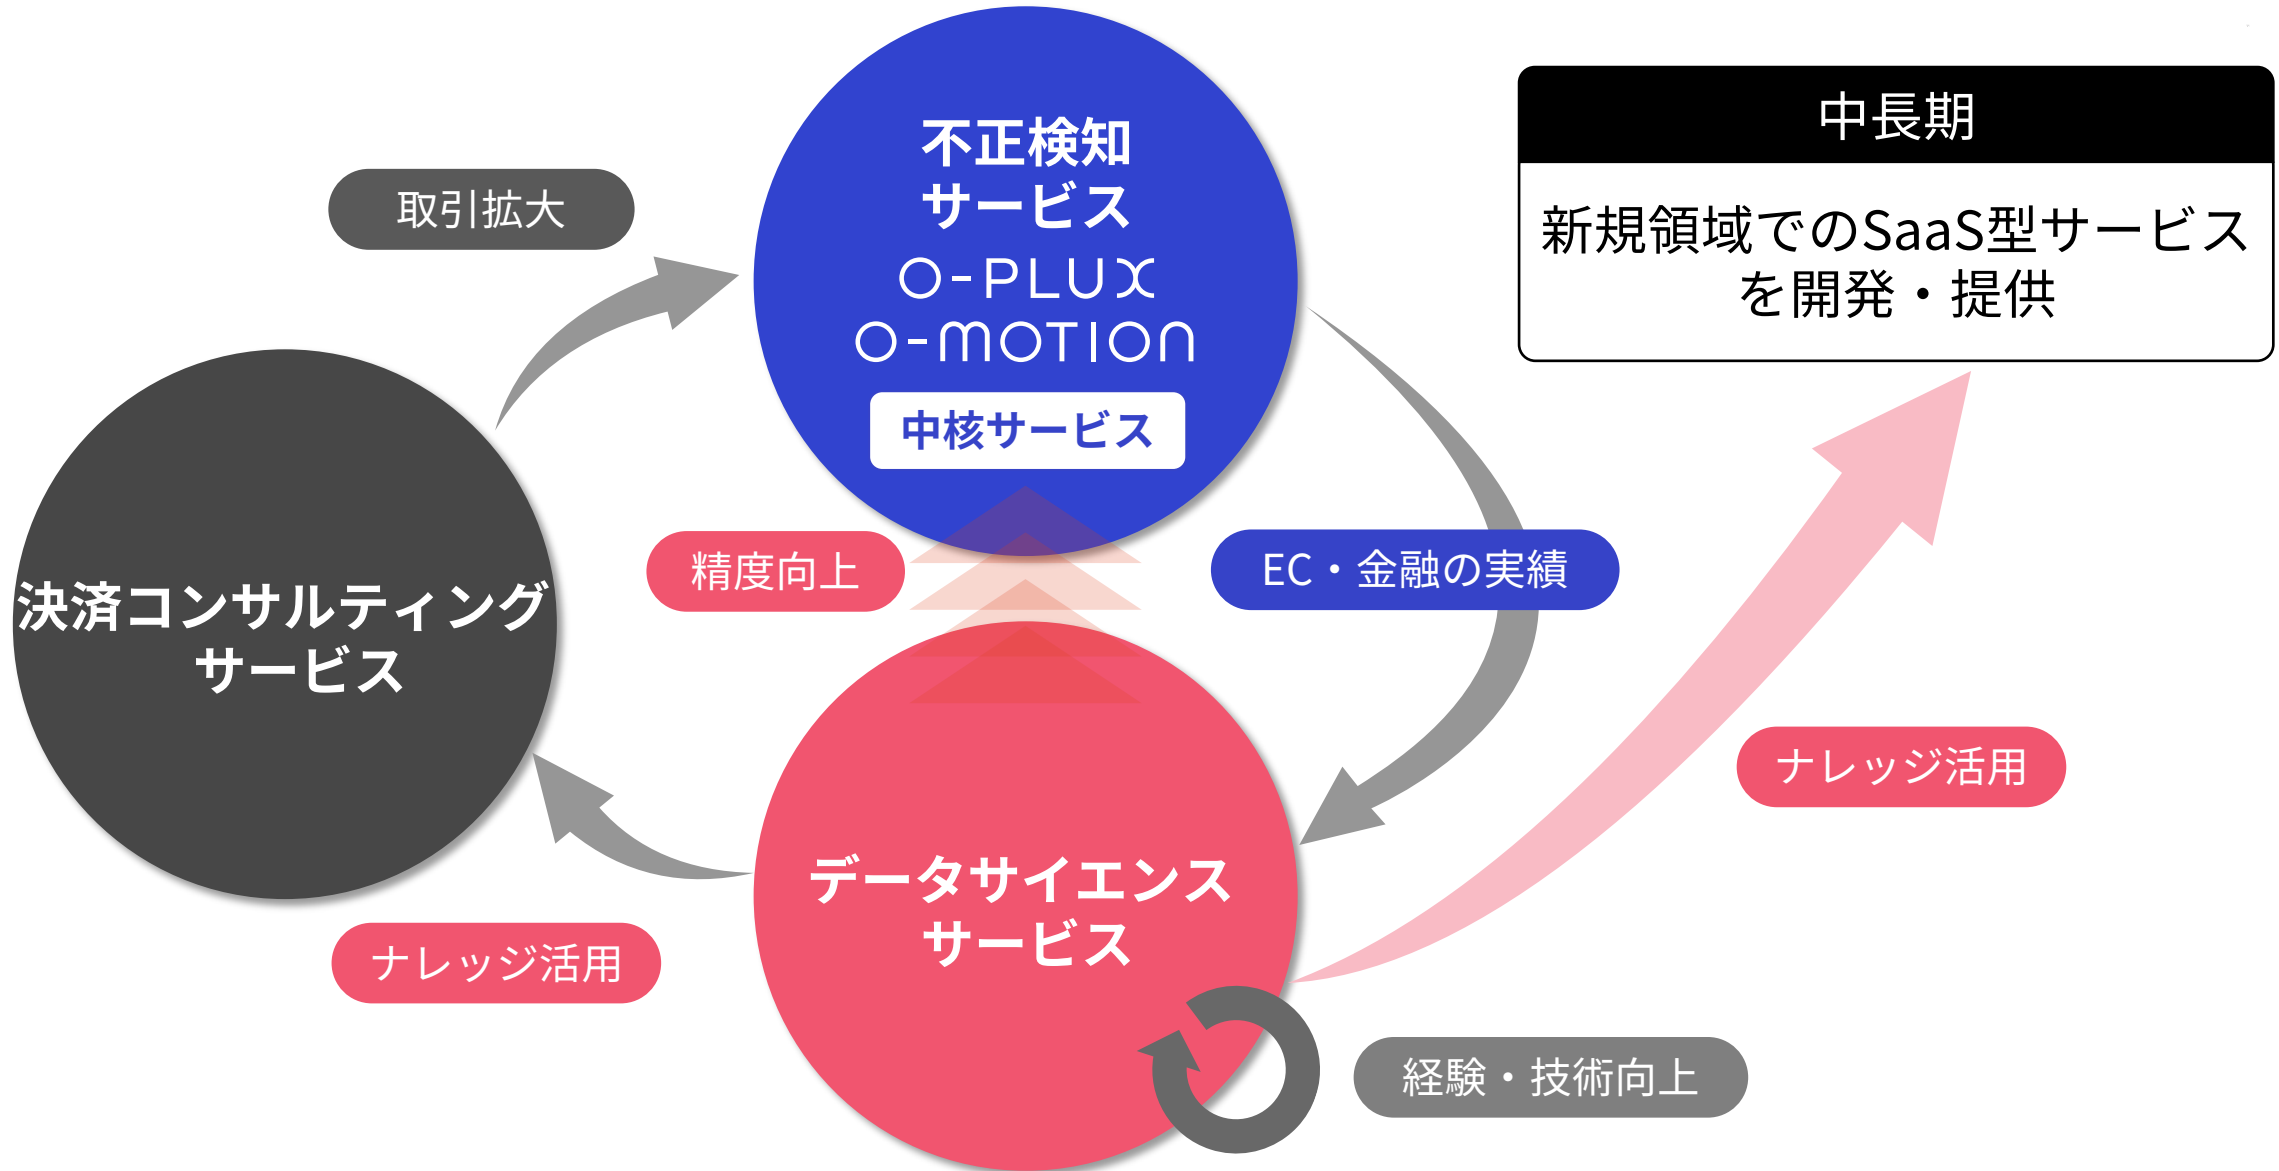 不正検知
サービス
O-PLUX
O-MOTION
中核サービス
中長期
新規領域でのSaaS型サービス
を開発・提供
取引拡大
精度向上
EC・金融の実績
決済コンサルティング
サービス
ナレッジ活用
データサイエンス
サービス
ナレッジ活用
経験・技術向上